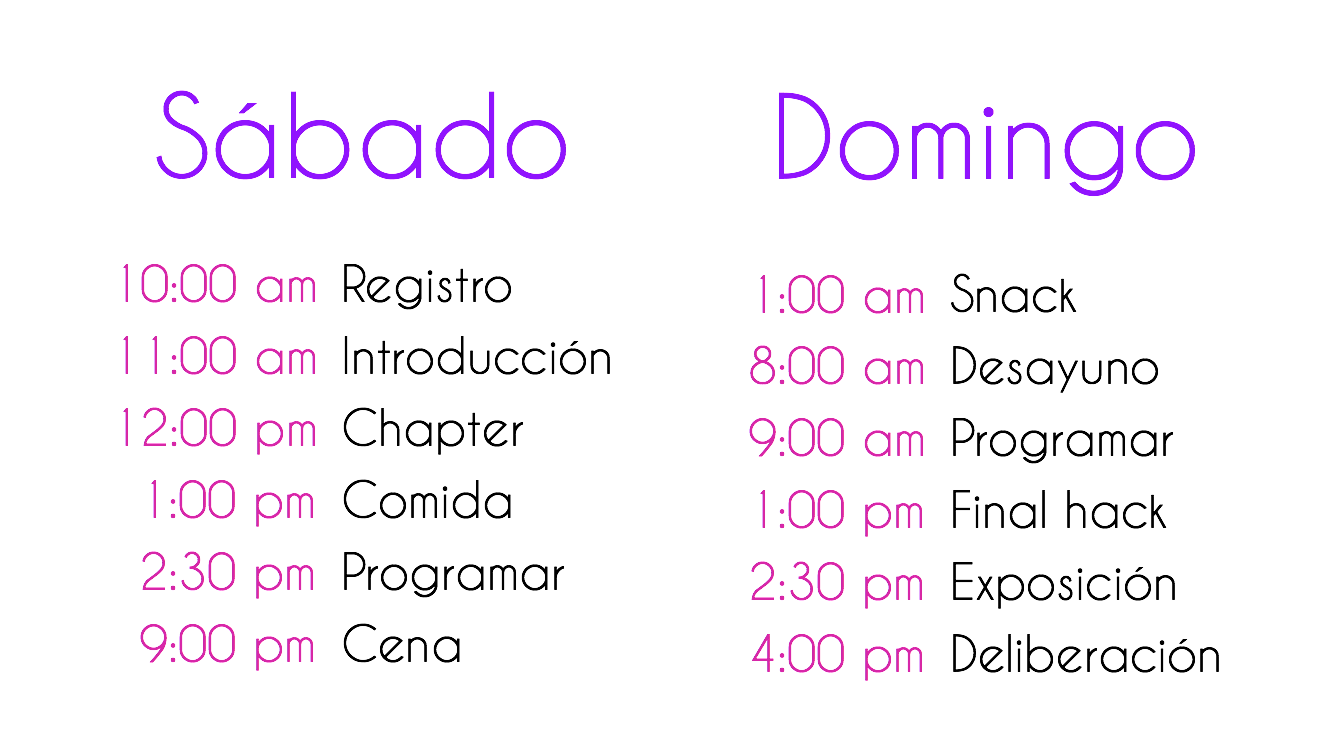 Sábado
10:00 am Registro
11:00 am Introducción
12:00 pm Chapter
1:00 pm Comida
2:30 pm Programar
9:00 pm Cena
Domingo
1:00 am Snack
8:00 am Desayuno
9:00 am Programar
1:00 pm Final hack
2:30 pm Exposición
4:00 pm Deliberación